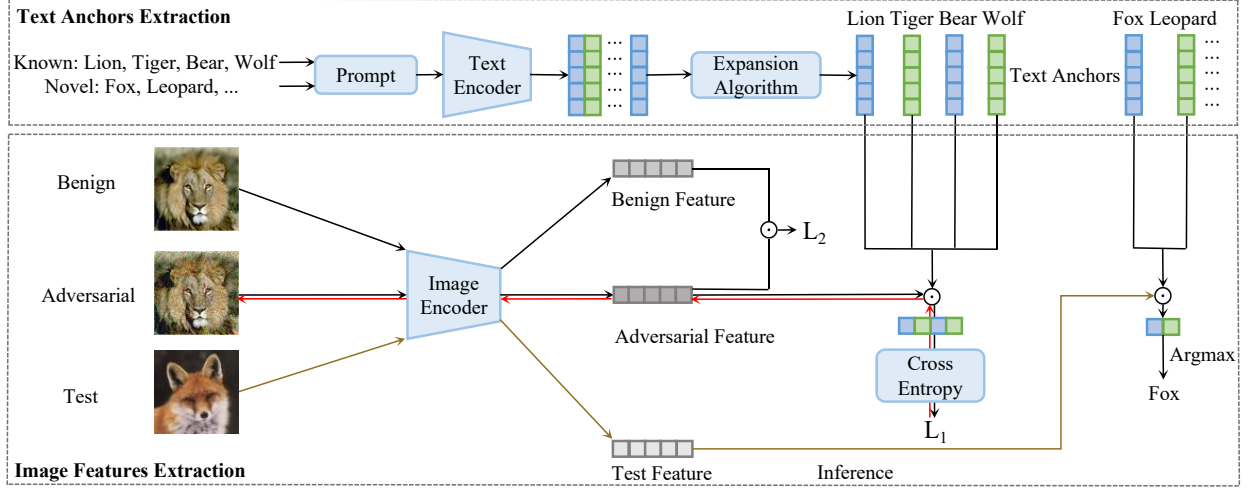 Text Anchors Extraction
Lion Tiger Bear Wolf
Fox Leopard
Known: Lion, Tiger, Bear, Wolf
Novel: Fox, Leopard, ...
Prompt
Text
Encoder
...
...
Expansion
Algorithm
Text Anchors
...
...
...
...
...
Benign
Benign Feature
L2
Adversarial
Image
Encoder
Adversarial Feature
Cross
Entropy
L1
Argmax
Fox
Test
Test Feature
Inference
Image Features Extraction